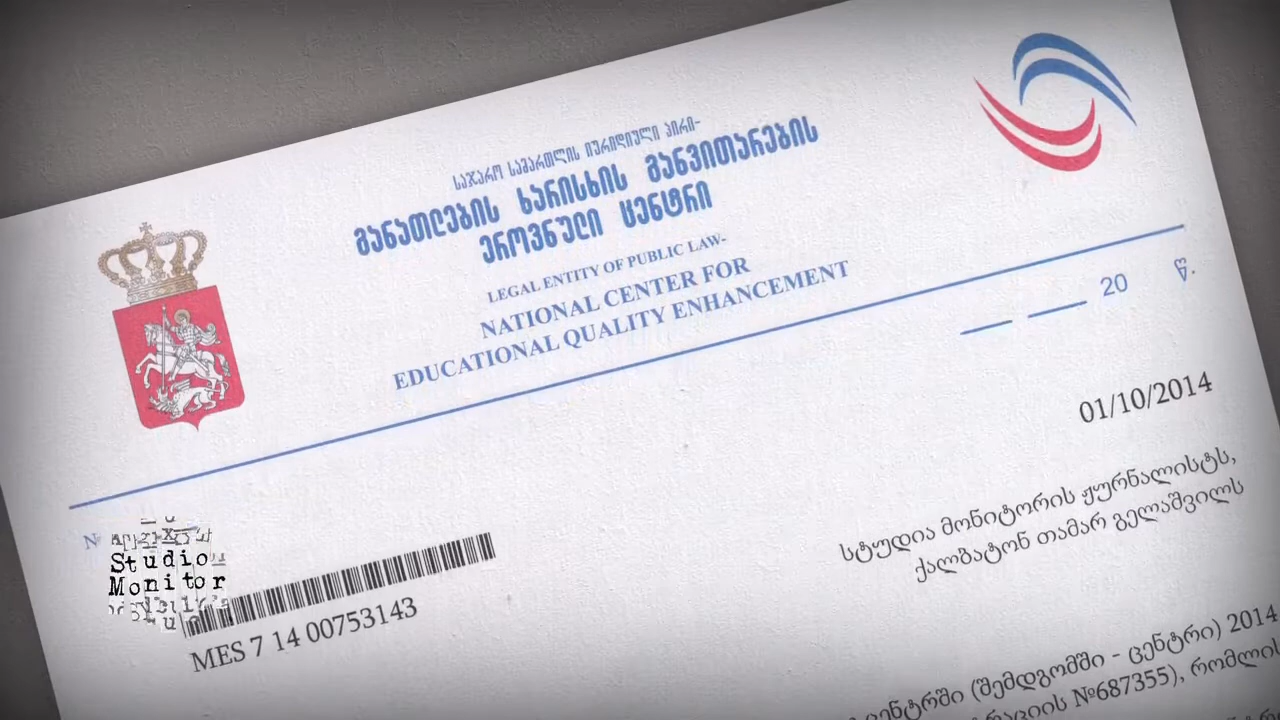 საჯარო სამართლის იურიდიული პირი-
განათლების ხარისხის განვითარების
ეროვნული ცენტრი
LEGAL ENTITY OF PUBLIC LAW-
NATIONAL CENTER FOR
EDUCATIONAL QUALITY ENHANCEMENT
20 წ.
01/10/2014
№
Studio
Monitor
MES 7 14 00753143
სტუდია მონიტორის ჟურნალისტს,
ქალბატონ თამარ გელაშვილს
(შემდგომში - ცენტრი) 2014
№687355), რომლის